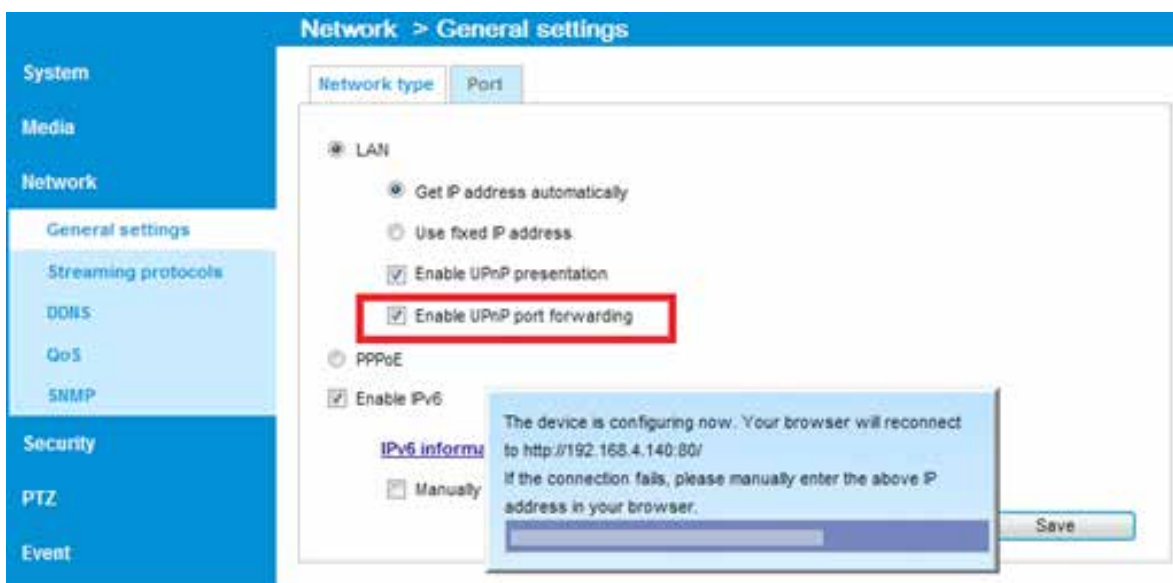 Network > General settings
System
Media
Network
General settings
Streaming protocols
DDNS
QoS
SNMP
Security
PTZ
Event
Network type
Port
LAN
Get IP address automatically
Use fixed IP address
Enable UPnP presentation
Enable UPnP port forwarding
PPPoE
Enable IPv6
IPv6 informa
Manually
The device is configuring now. Your browser will reconnect
to http://192.168.4.140:80/
If the connection fails, please manually enter the above IP
address in your browser.
Save